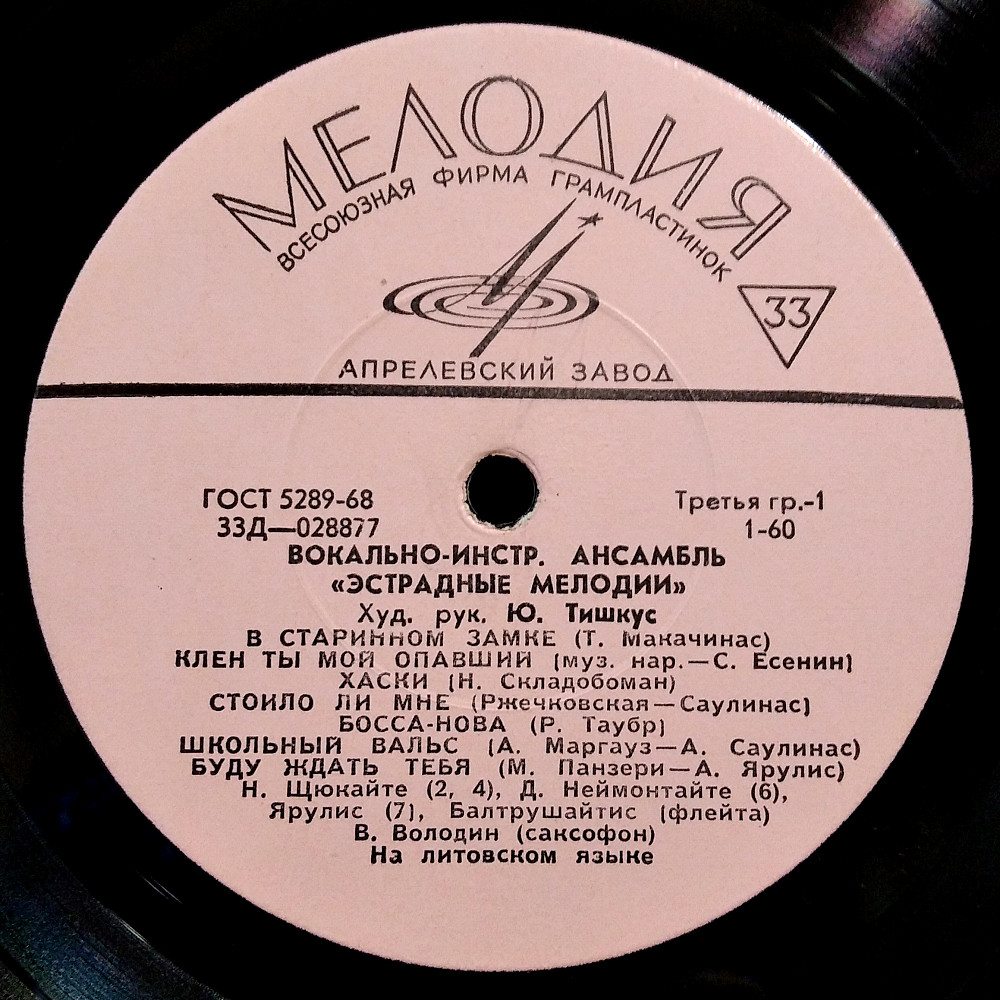 МЕЛОДИЯ
ВСЕСОЮЗНАЯ ФИРМА ГРАМПЛАСТИНОК
33
АПРЕЛЕВСКИЙ ЗАВОД
ГОСТ 5289-68 Третья гр.-1
33Д—028877 1-60
ВОКАЛЬНО-ИНСТР. АНСАМБЛЬ
«ЭСТРАДНЫЕ МЕЛОДИИ»
Худ. рук. Ю. Тишкус
В СТАРИННОМ ЗАМКЕ (Т. Макачинас)
КЛЕН ТЫ МОЙ ОПАВШИЙ (муз. нар.—С. Есенин)
ХАСКИ (Н. Складобоман)
СТОИЛО ЛИ МНЕ (Ржечковская—Саулинас)
БОССА-НОВА (Р. Таубр)
ШКОЛЬНЫЙ ВАЛЬС (А. Маргауз—А. Саулинас)
БУДУ ЖДАТЬ ТЕБЯ (М. Панзери—А. Ярулис)
Н. Щюкайте (2, 4), Д. Неймонтайте (6),
Ярулис (7), Балтрушайтис (флейта)
В. Володин (саксофон)
На литовском языке